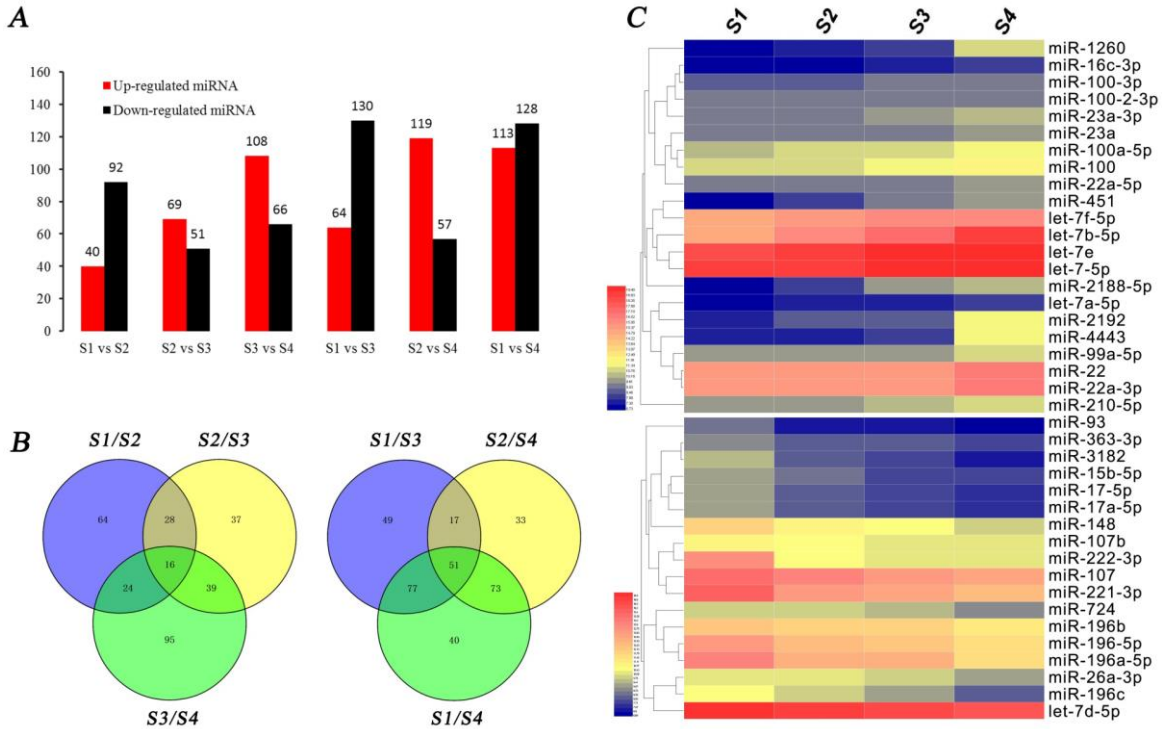 A
160
140
120
100
80
60
40
20
0
Up-regulated miRNA
Down-regulated miRNA
40
92
69
51
108
66
64
130
119
57
113
128
S1 vs S2
S2 vs S3
S3 vs S4
S1 vs S3
S2 vs S4
S1 vs S4
B
S1/S2
S2/S3
64
28
37
16
24
39
95
S3/S4
S1/S3
S2/S4
49
17
33
51
77
73
40
S1/S4
C
S1
S2
S3
S4
miR-1260
miR-16c-3p
miR-100-3p
miR-100-2-3p
miR-23a-3p
miR-23a
miR-100a-5p
miR-100
miR-22a-5p
miR-451
let-7f-5p
let-7b-5p
let-7e
let-7-5p
miR-2188-5p
let-7a-5p
miR-2192
miR-4443
miR-99a-5p
miR-22
miR-22a-3p
miR-210-5p
miR-93
miR-363-3p
miR-3182
miR-15b-5p
miR-17-5p
miR-17a-5p
miR-148
miR-107b
miR-222-3p
miR-107
miR-221-3p
miR-724
miR-196b
miR-196-5p
miR-196a-5p
miR-26a-3p
miR-196c
let-7d-5p